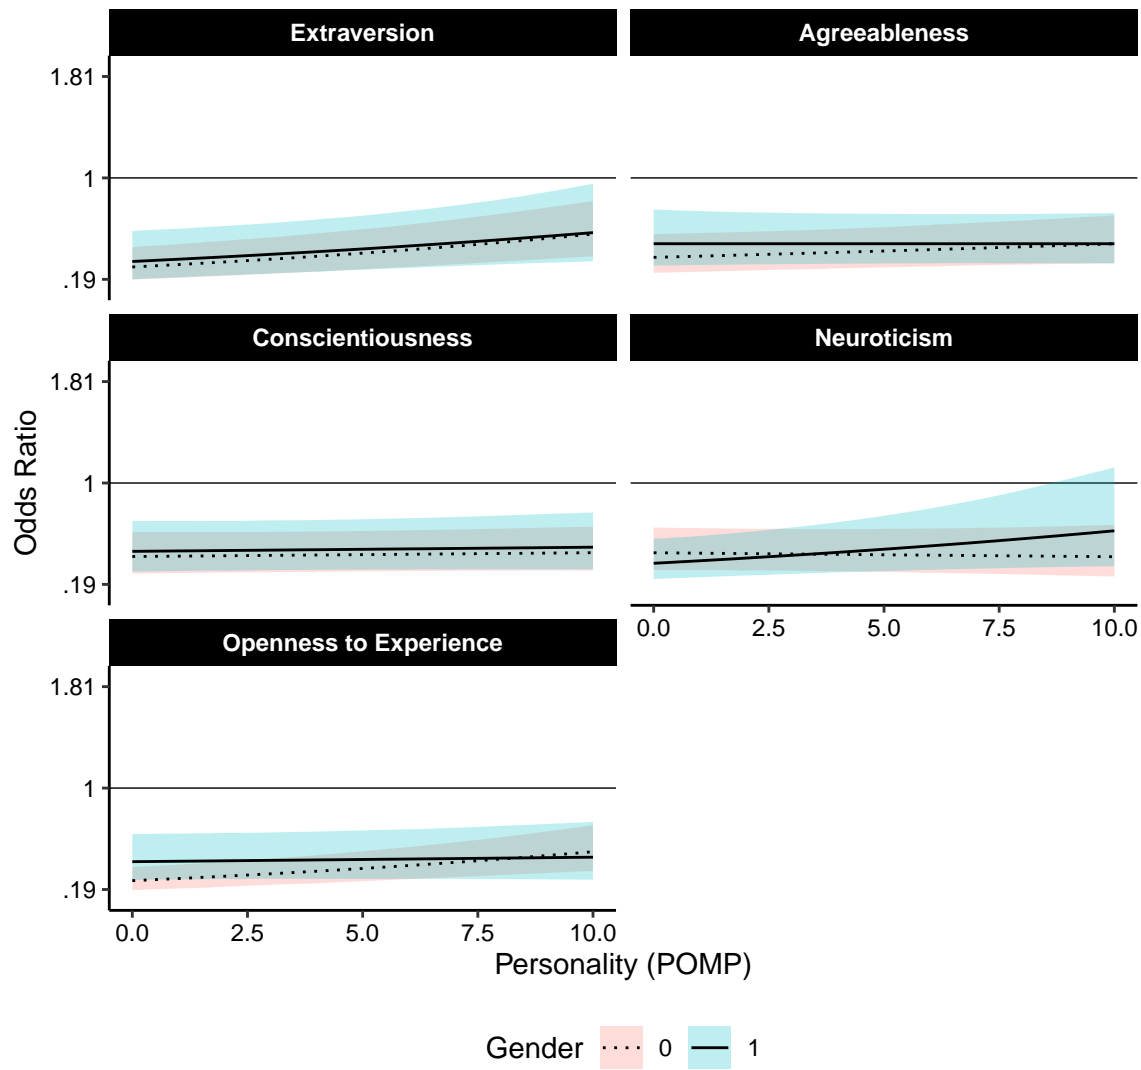 Extraversion
Agreeableness
1.81
1
.19
Conscientiousness
Neuroticism
1.81
1
.19
0.0 2.5 5.0 7.5 10.0
Openness to Experience
1.81
1
.19
0.0 2.5 5.0 7.5 10.0
Odds Ratio
Personality (POMP)
Gender 0 1